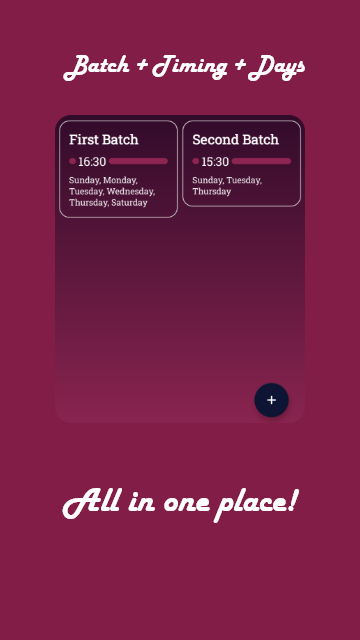 Batch + Timing + Days
First Batch
16:30
Sunday, Monday,
Tuesday, Wednesday,
Thursday, Saturday
Second Batch
15:30
Sunday, Tuesday,
Thursday
+
All in one place!